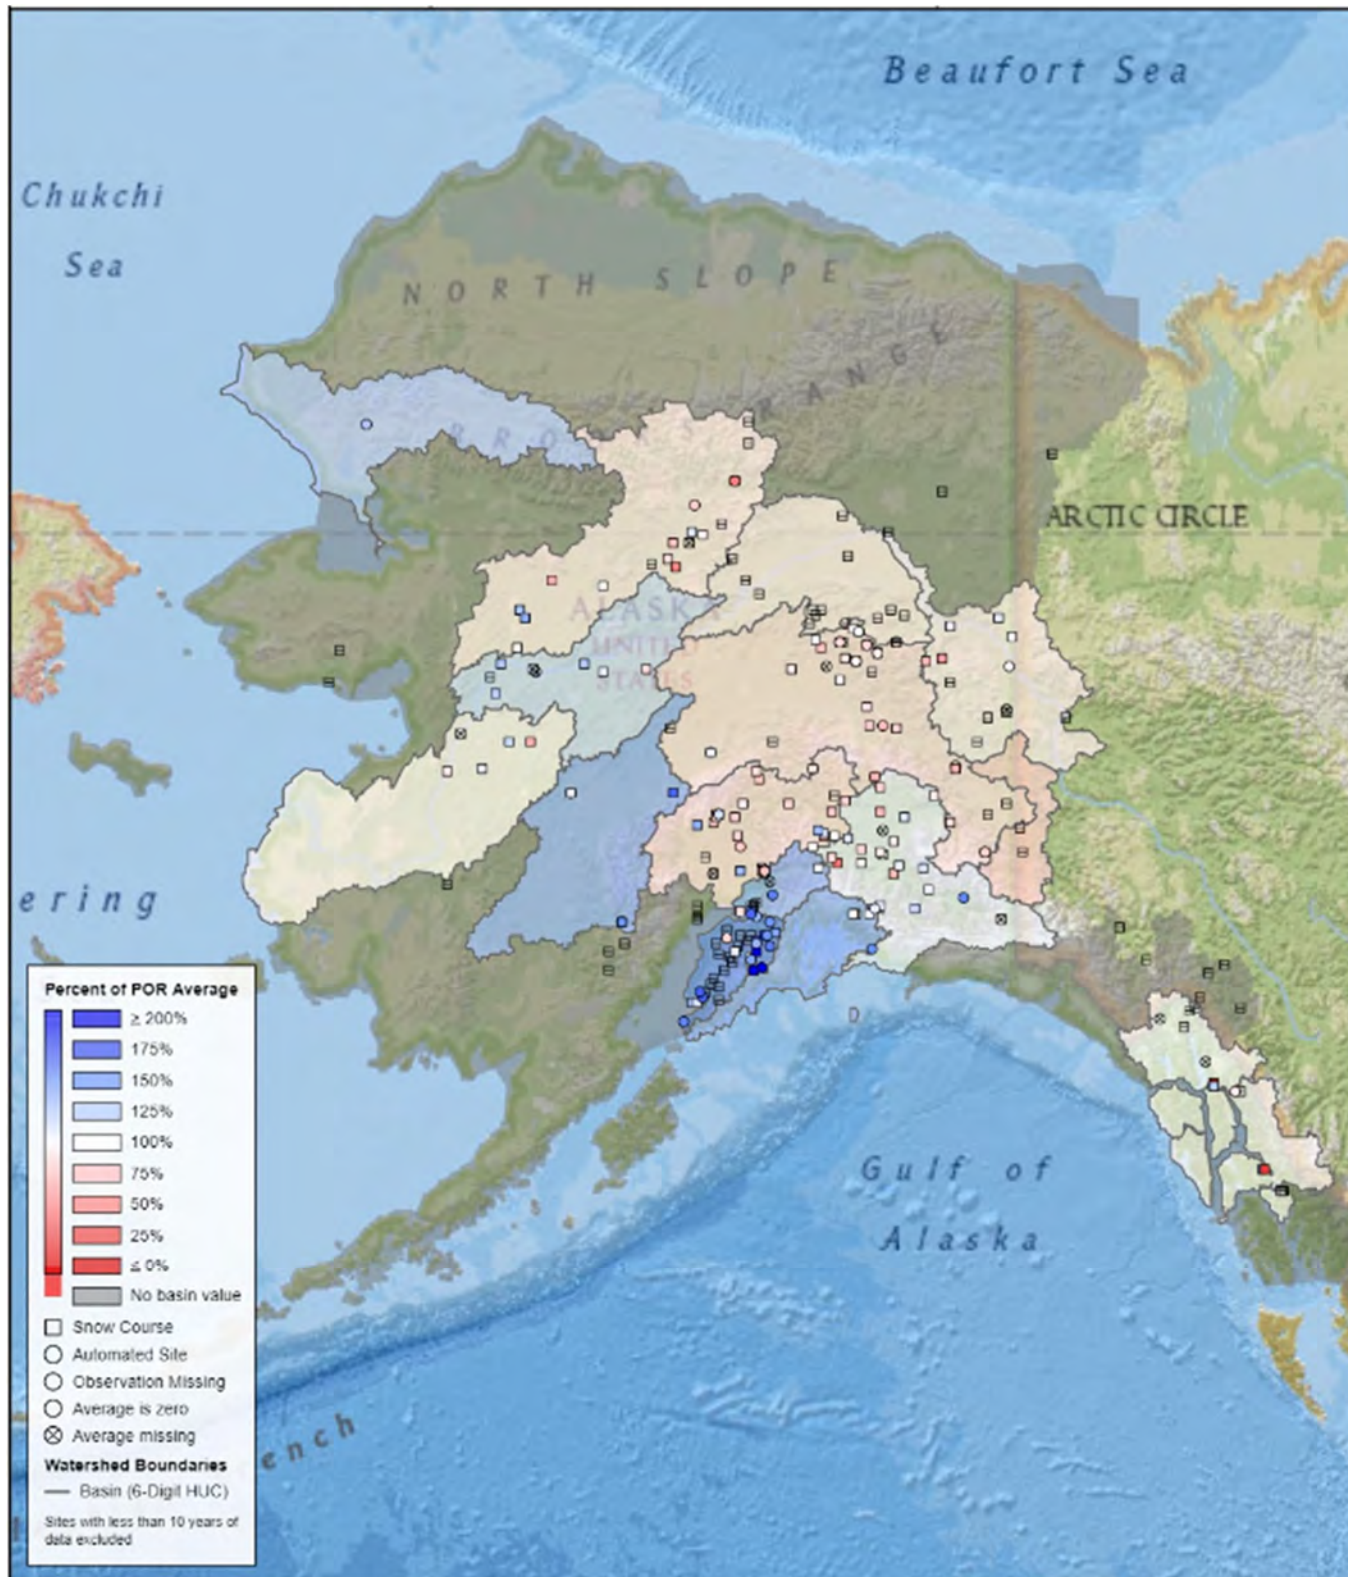 Beaufort Sea
Chukchi
Sea
NORTH SLOPE
RANGE
ARCTIC CIRCLE
ALASKA
UNITED
STATES
ering
D
Gulf of
Alaska
ench
Percent of POR Average
≥ 200%
175%
150%
125%
100%
75%
50%
25%
≤ 0%
No basin value
Snow Course
Automated Site
Observation Missing
Average is zero
Average missing
Watershed Boundaries
Basin (6-Digit HUC)
Sites with less than 10 years of
data excluded